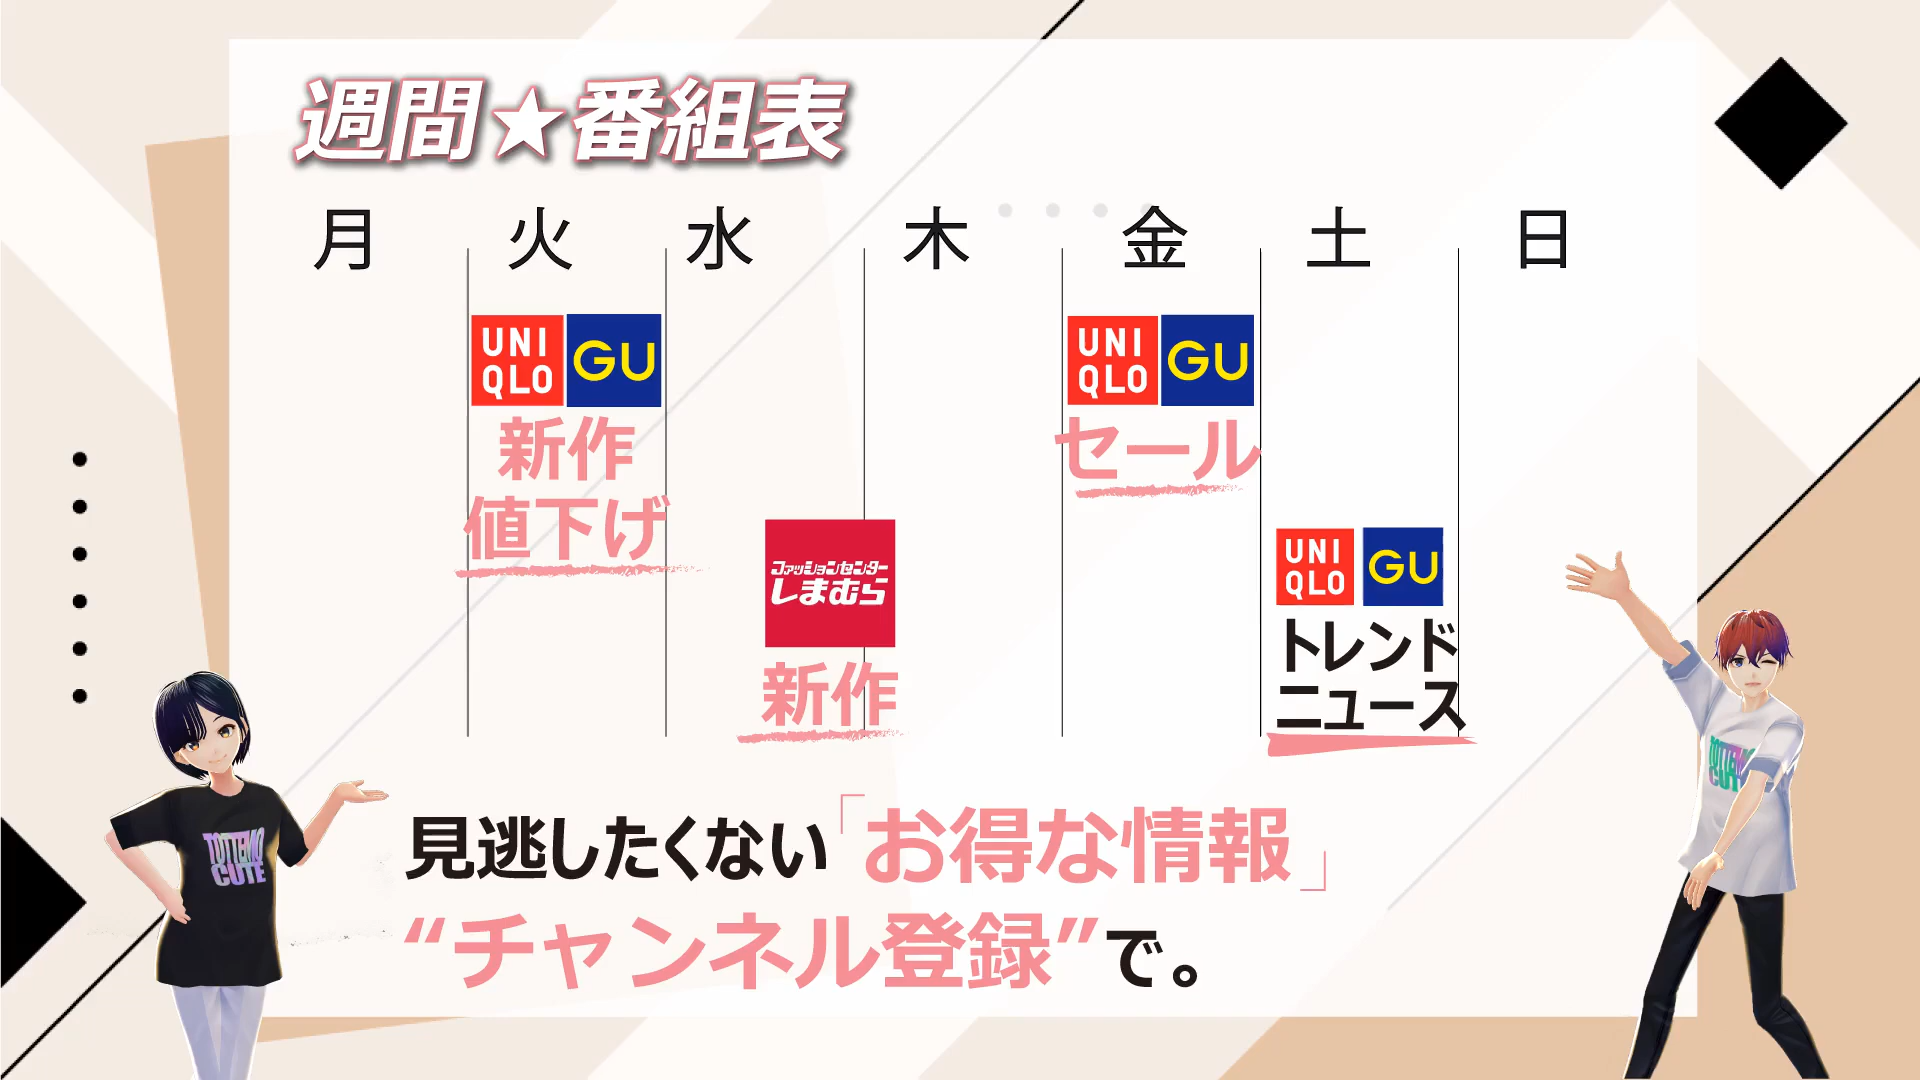 週間★番組表
月 火 水 木 金 土 日
UNI
QLO
GU
新作
値下げ
ファッションセンター
しまむら
新作
UNI
QLO
GU
セール
UNI
QLO
GU
トレンド
ニュース
見逃したくない「お得な情報」
“チャンネル登録”で。
TOTTEMO
CUTE
TOTTEMO
CUTE